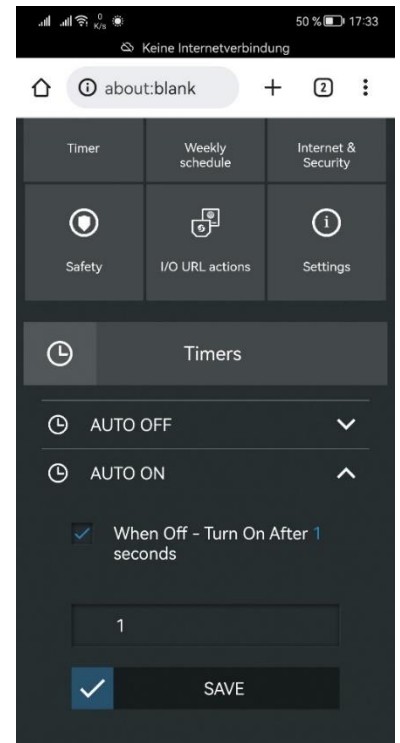 0
K/s
50 % 17:33
Keine Internetverbindung
about:blank
2
Timer
Weekly
schedule
Internet &
Security
Safety
I/O URL actions
Settings
Timers
AUTO OFF
AUTO ON
When Off - Turn On After 1
seconds
1
SAVE